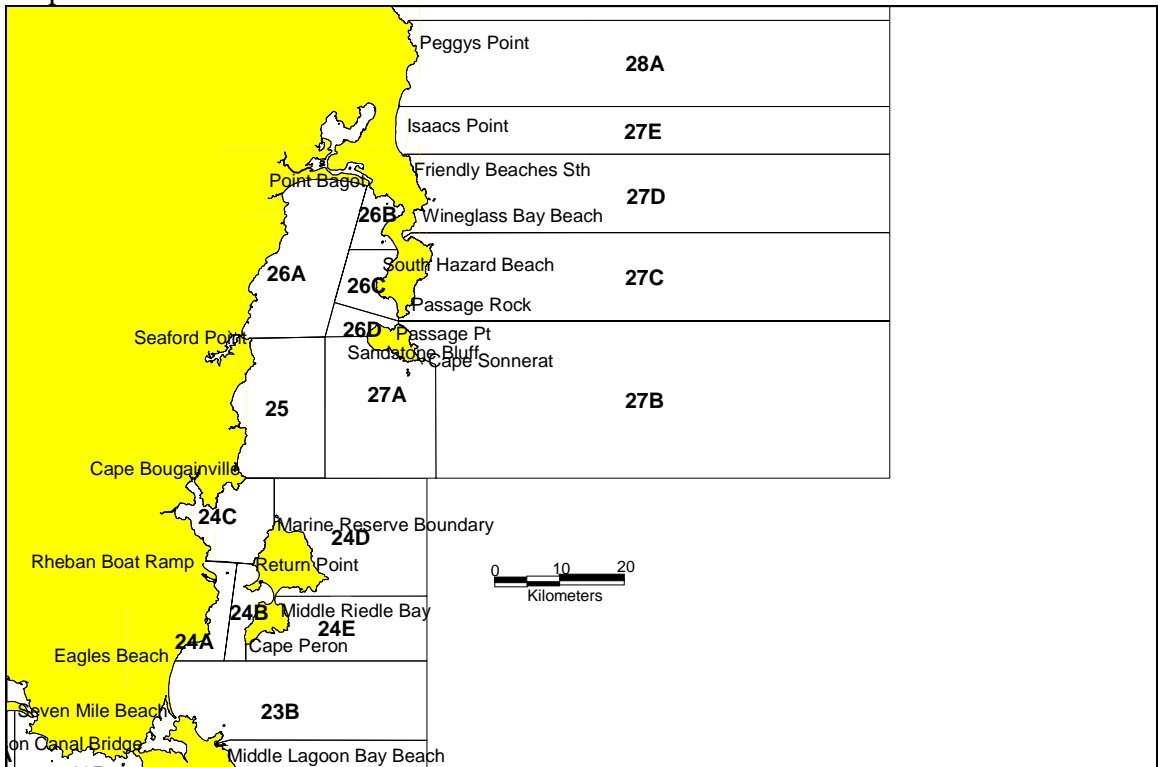 Peggys Point
28A
Isaacs Point
27E
Friendly Beaches Sth
Point Bagot
27D
26B
Wineglass Bay Beach
South Hazard Beach
26A
27C
26C
Passage Rock
26D
Passage Pt
Seaford Point
Sandstone Bluff
Cape Sonnerat
27A
27B
25
Cape Bougainville
24C
Marine Reserve Boundary
24D
Rheban Boat Ramp
Return Point
0 10 20
Kilometers
24B
Middle Riedle Bay
24E
24A
Cape Peron
Eagles Beach
Seven Mile Beach
23B
on Canal Bridge
Middle Lagoon Bay Beach